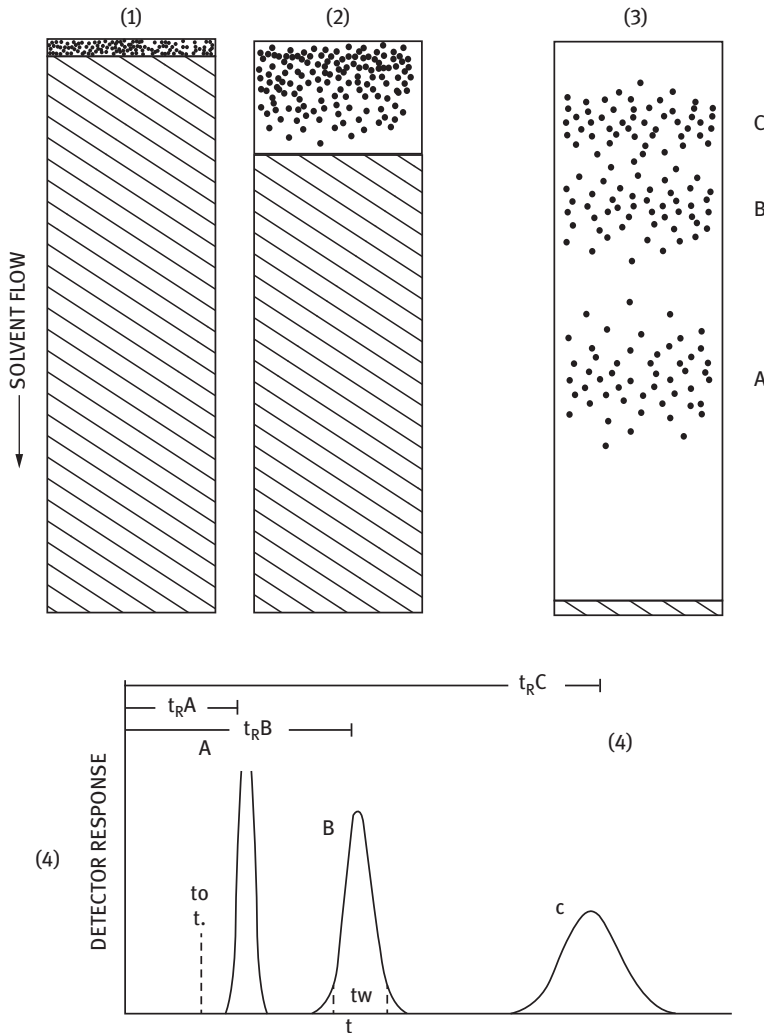 (1)
(2)
(3)
C
B
A
SOLVENT FLOW
t_RC
t_RA
t_RB
A
(4)
B
(4)
c
to
t.
tw
t
DETECTOR RESPONSE